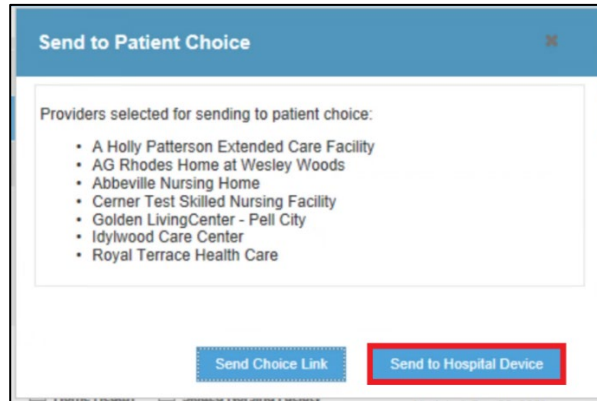 Send to Patient Choice
Providers selected for sending to patient choice:
• A Holly Patterson Extended Care Facility
• AG Rhodes Home at Wesley Woods
• Abbeville Nursing Home
• Cerner Test Skilled Nursing Facility
• Golden LivingCenter - Pell City
• Idylwood Care Center
• Royal Terrace Health Care
Send Choice Link
Send to Hospital Device